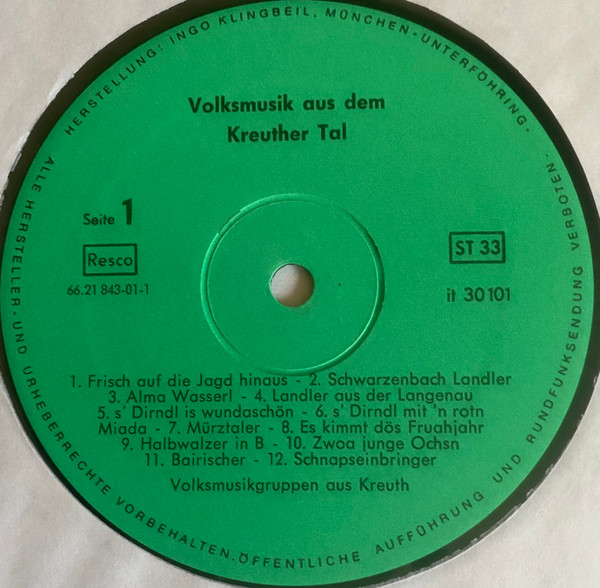 HERSTELLUNG: INGO KLINGBEIL, MÜNCHEN-UNTERFÖHRING.
Volksmusik aus dem
Kreuther Tal
Seite 1
Resco
66.21 843-01-1
ST 33
it 30101
1. Frisch auf die Jagd hinaus - 2. Schwarzenbach Landler
3. Alma Wasserl - 4. Landler aus der Langenau
5. s' Dirndl is wundaschön - 6. s' Dirndl mit 'n rotn
Miada - 7. Mürztaler - 8. Es kimmt dös Fruahjahr
9. Halbwalzer in B - 10. Zwoa junge Ochsn
11. Bairischer - 12. Schnapseinbringer
Volksmusikgruppen aus Kreuth
ALLE HERSTELLER- UND URHEBERRECHTE VORBEHALTEN. ÖFFENTLICHE AUFFÜHRUNG UND RUNDFUNKSENDUNG VERBOTEN.